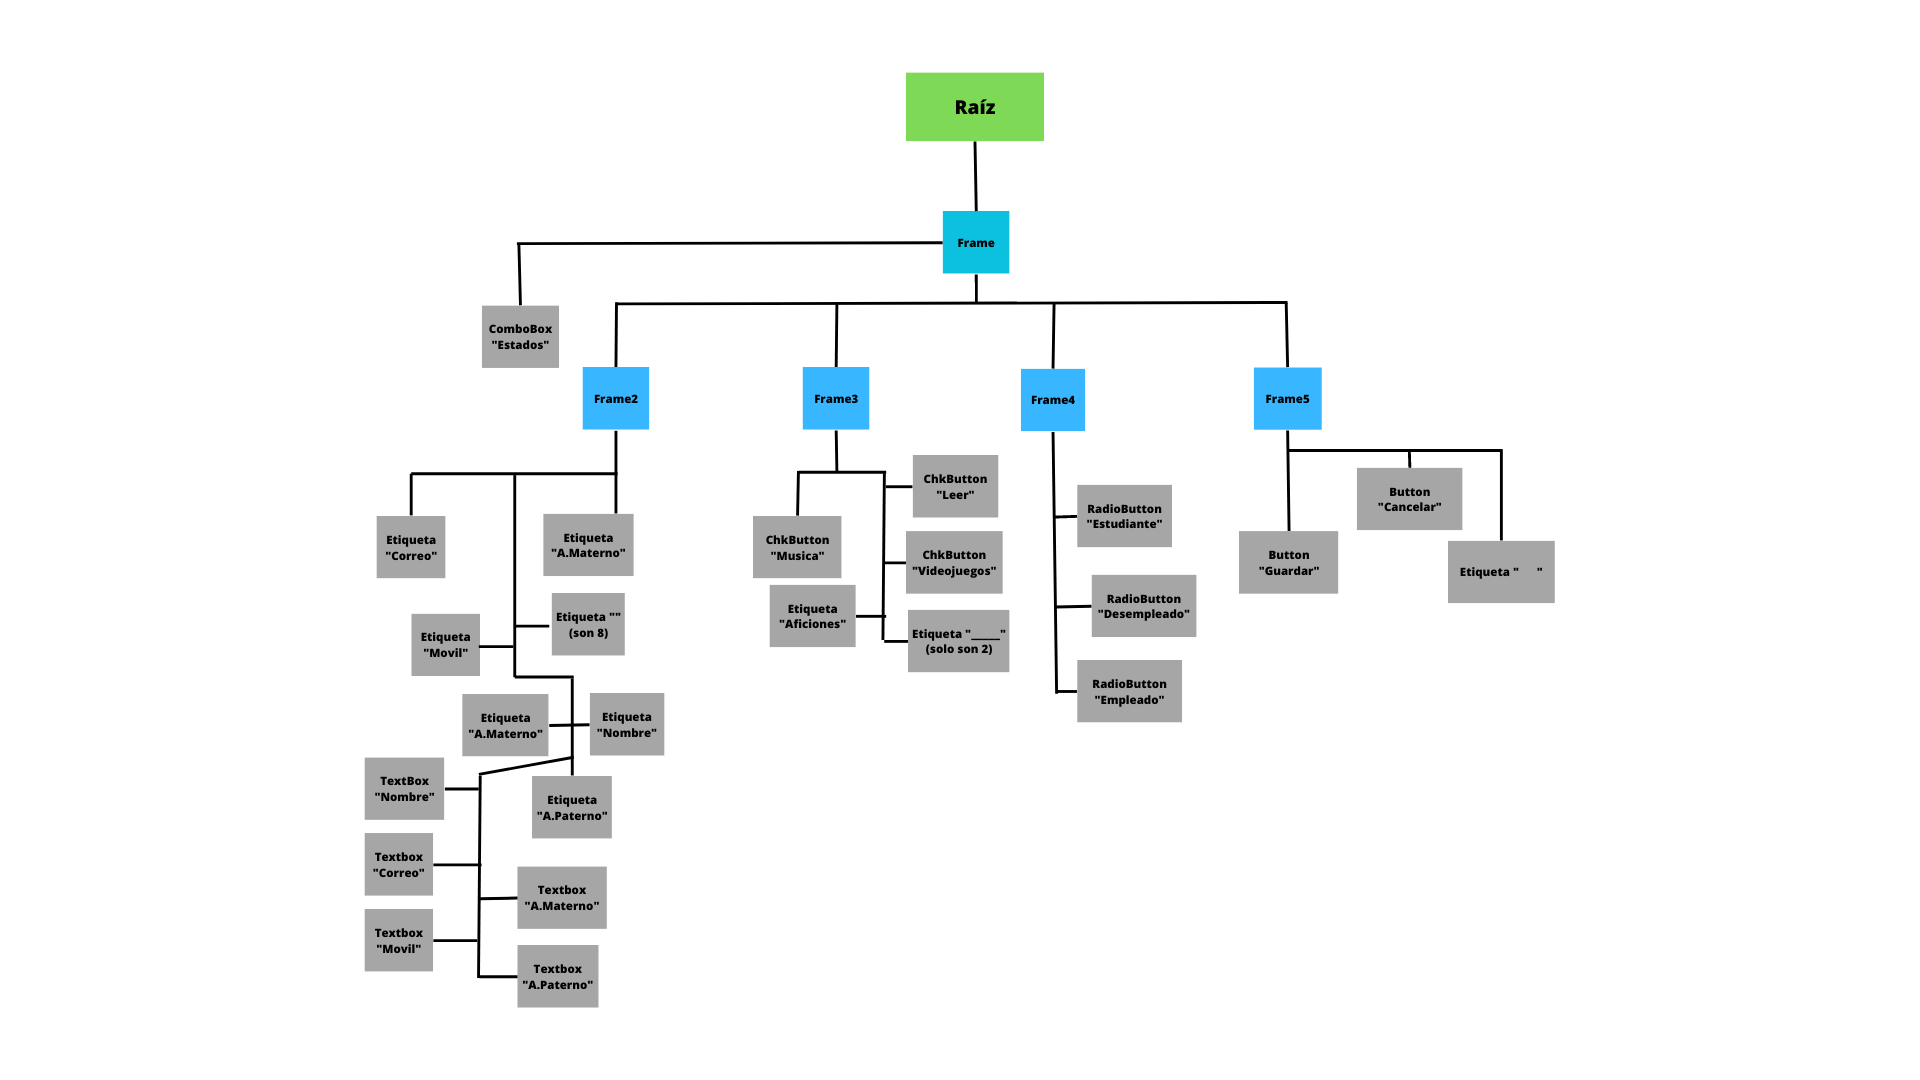 Raíz
Frame
ComboBox
"Estados"
Frame2
Frame3
Frame4
Frame5
Etiqueta
"Correo"
Etiqueta
"A.Materno"
Etiqueta ""
(son 8)
Etiqueta
"Movil"
Etiqueta
"A.Materno"
Etiqueta
"Nombre"
Etiqueta
"A.Paterno"
TextBox
"Nombre"
Textbox
"Correo"
Textbox
"A.Materno"
Textbox
"Movil"
Textbox
"A.Paterno"
ChkButton
"Leer"
ChkButton
"Musica"
ChkButton
"Videojuegos"
Etiqueta
"Aficiones"
Etiqueta "_____"
(solo son 2)
RadioButton
"Estudiante"
RadioButton
"Desempleado"
RadioButton
"Empleado"
Button
"Cancelar"
Button
"Guardar"
Etiqueta "     "